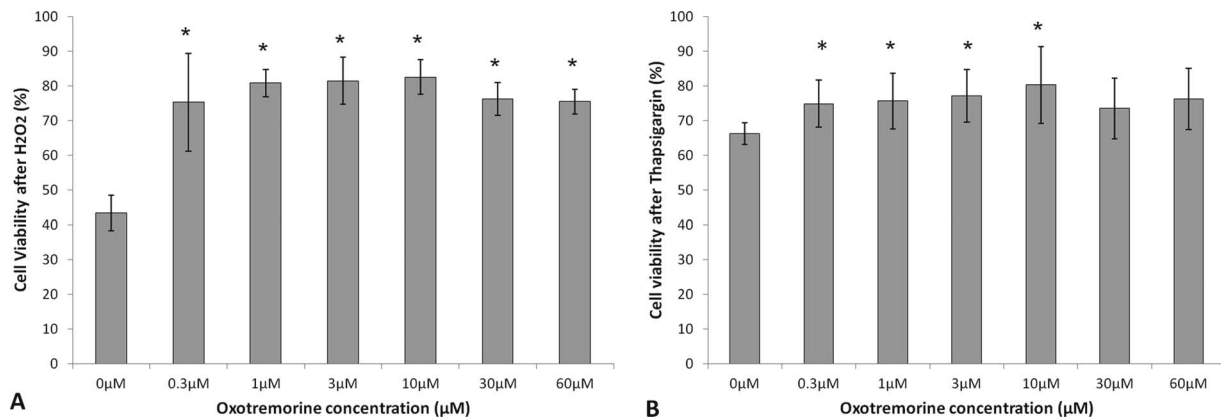 Cell Viability after H2O2 (%)
100
90
80
70
60
50
40
30
20
10
0
* * * * * *
0µM 0.3µM 1µM 3µM 10µM 30µM 60µM
Oxotremorine concentration (µM)
A
Cell viability after Thapsigargin (%)
100
90
80
70
60
50
40
30
20
10
0
* * * *
0µM 0.3µM 1µM 3µM 10µM 30µM 60µM
Oxotremorine concentration (µM)
B